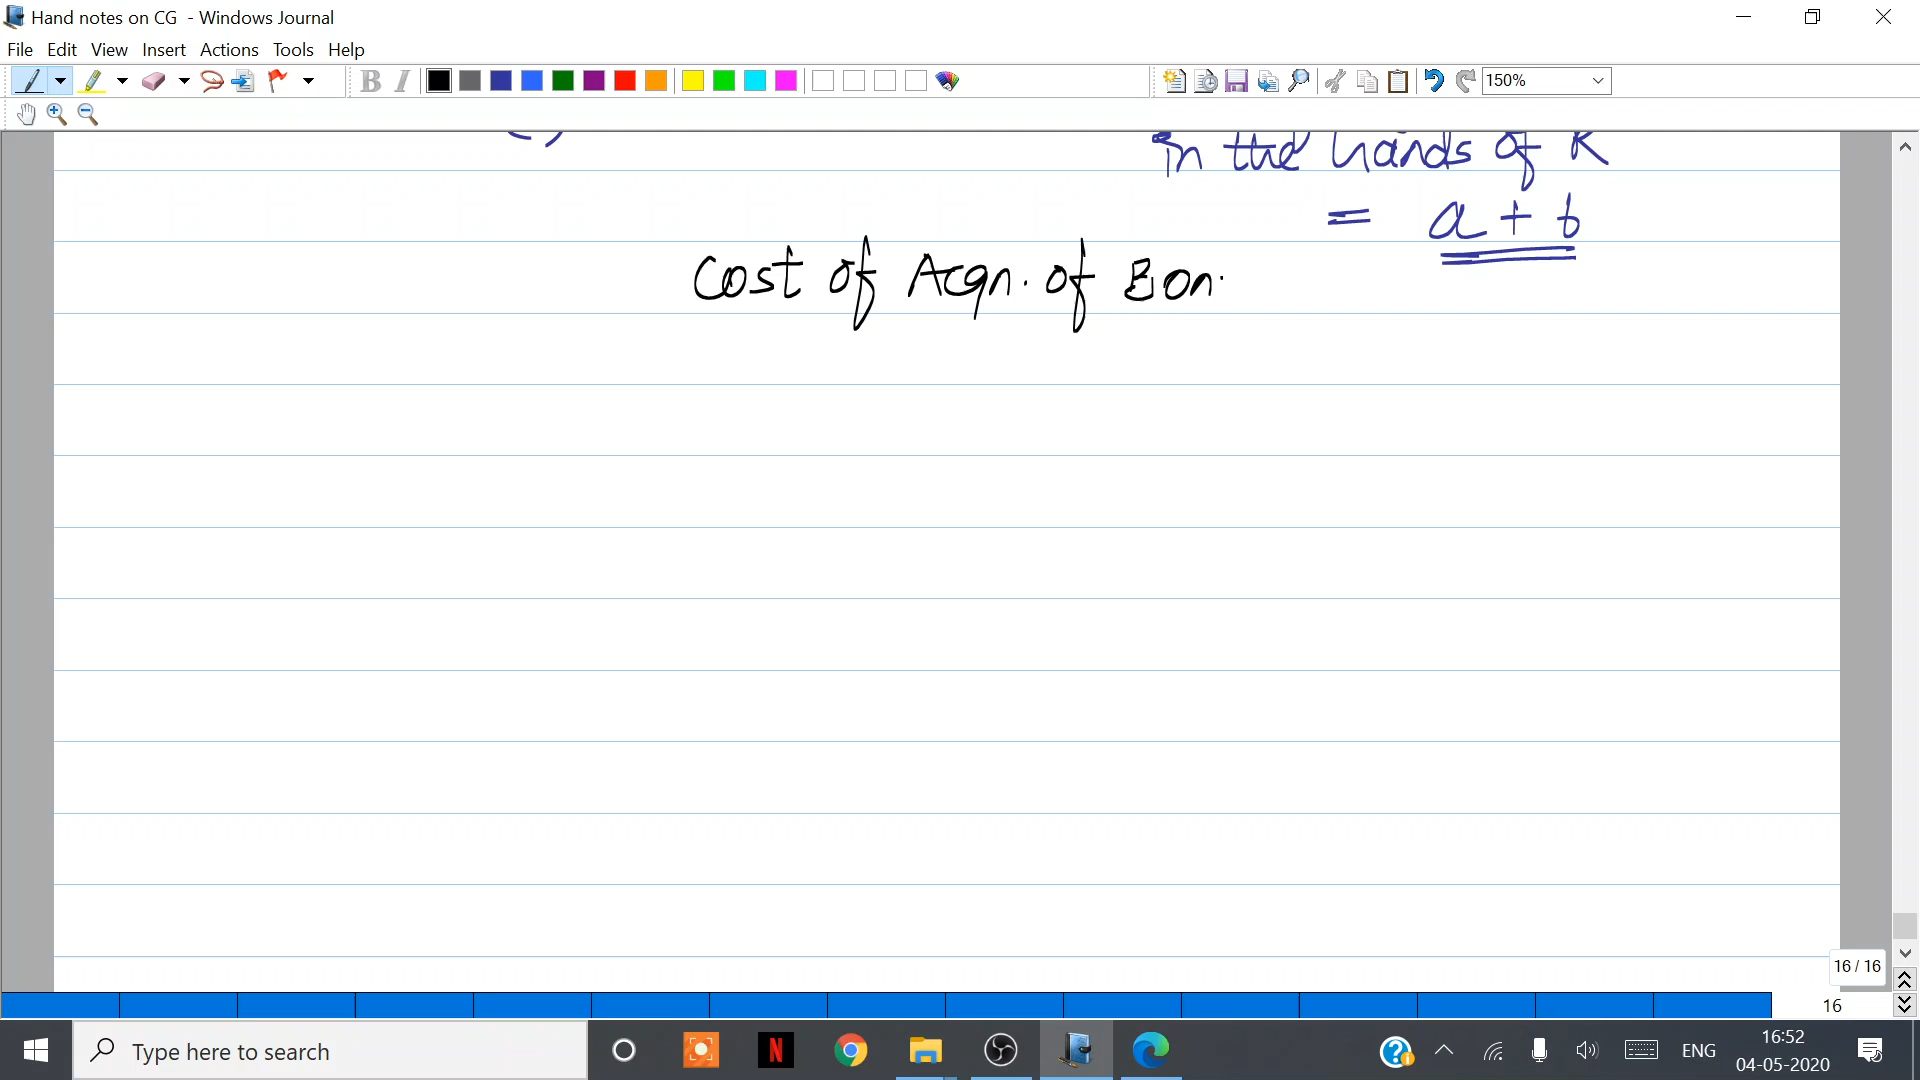 Hand notes on CG - Windows Journal
File Edit View Insert Actions Tools Help
B I
150%
in the hands of R
= a + b
Cost of Acqn. of Bon.
16 / 16
16
Type here to search
N
ENG
16:52
04-05-2020